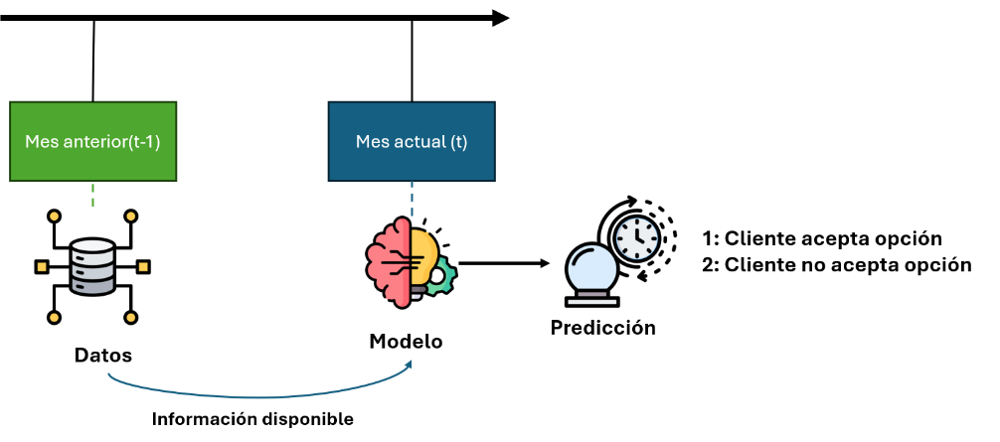 Mes anterior(t-1)
Mes actual (t)
1: Cliente acepta opción
2: Cliente no acepta opción
Predicción
Modelo
Datos
Información disponible